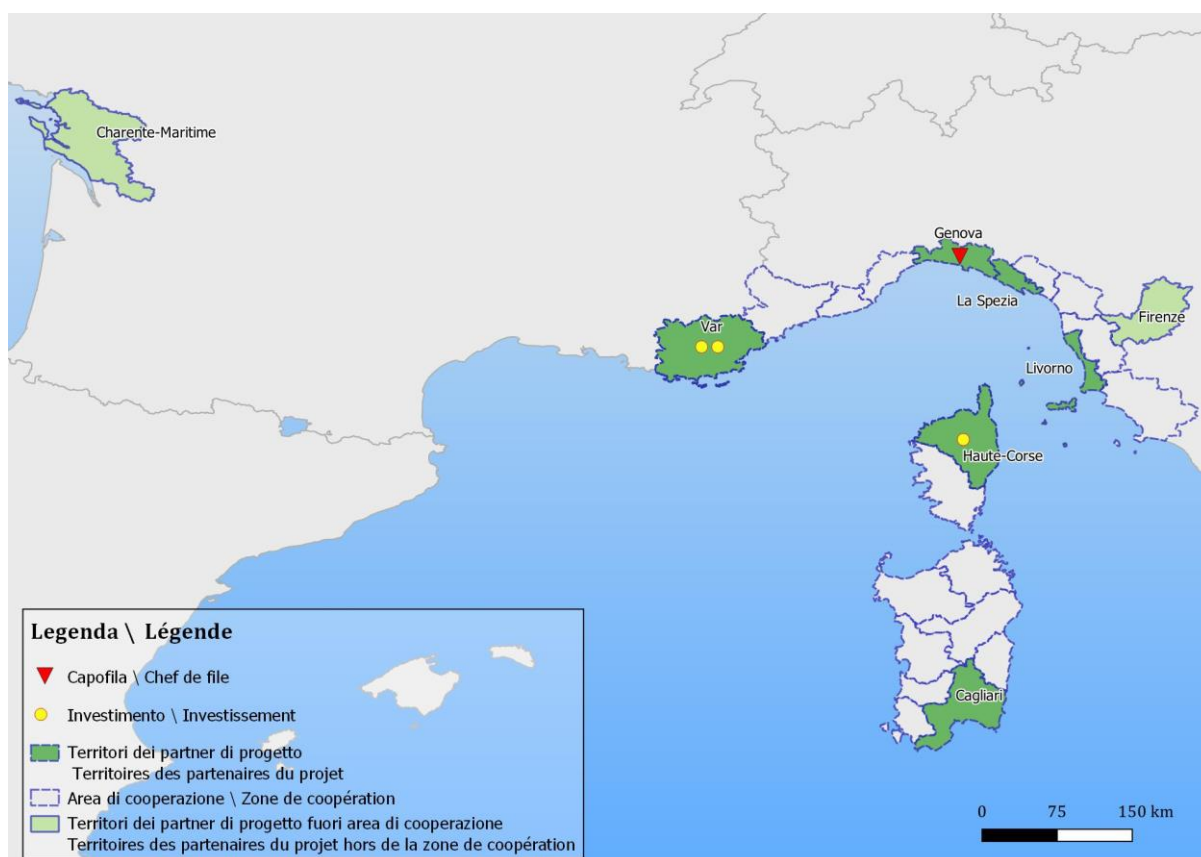 Charente-Maritime
Genova
La Spezia
Firenze
Var
Livorno
Haute-Corse
Cagliari
Legenda \ Légende
Capofila \ Chef de file
Investimento \ Investissement
Territori dei partner di progetto
Territoires des partenaires du projet
Area di cooperazione \ Zone de coopération
Territori dei partner di progetto fuori area di cooperazione
Territoires des partenaires du projet hors de la zone de coopération
0 75 150 km